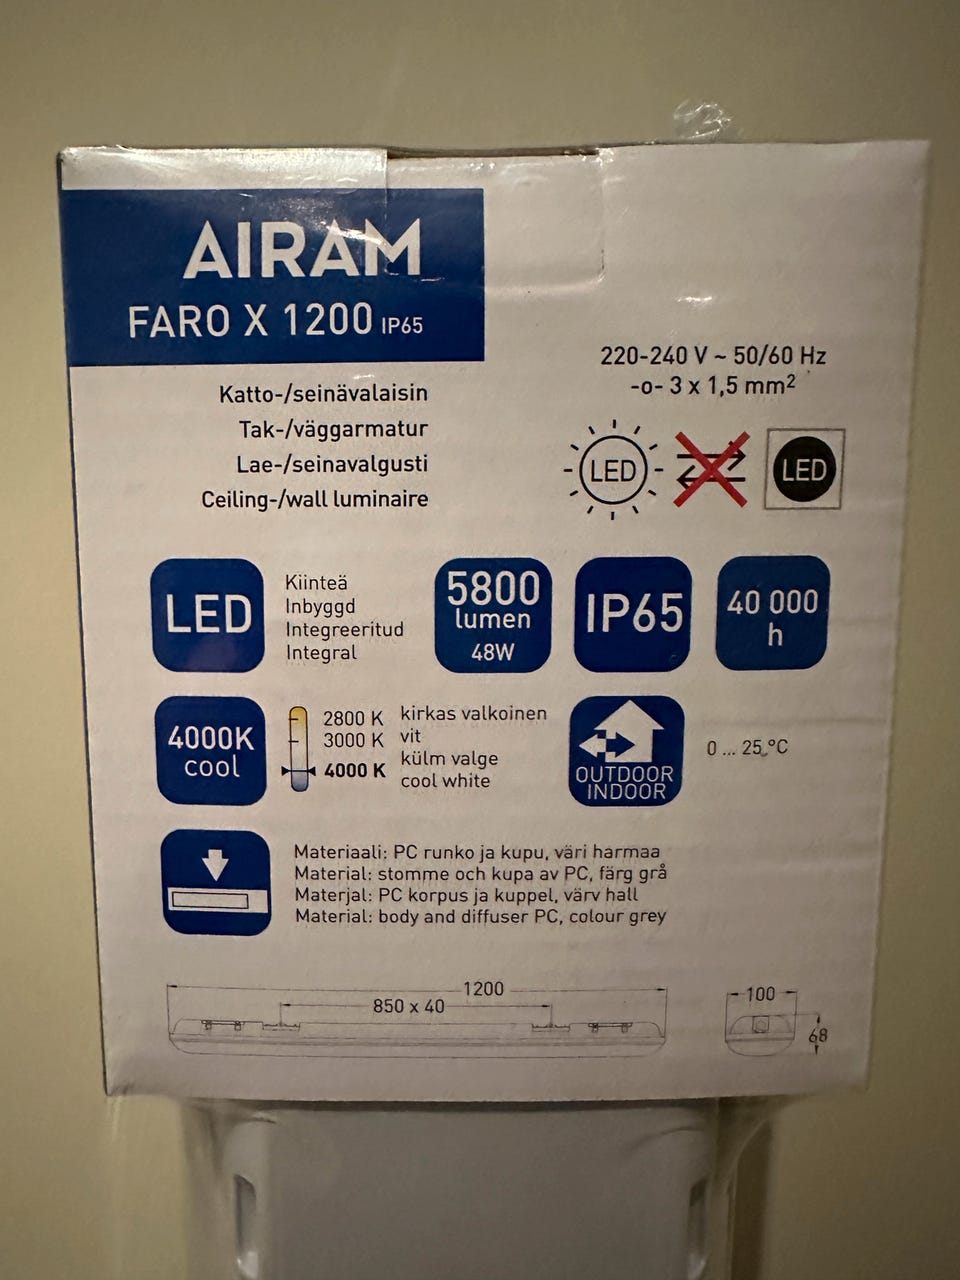 AIRAM
FARO X 1200 IP65
Katto-/seinävalaisin
Tak-/väggarmatur
Lae-/seinavalgusti
Ceiling-/wall luminaire
220-240 V ~ 50/60 Hz
-o- 3 x 1,5 mm²
LED
LED
LED
Kiinteä
Inbyggd
Integreeritud
Integral
5800
lumen
48W
IP65
40 000
h
4000K
cool
2800 K
3000 K
4000 K
kirkas valkoinen
vit
külm valge
cool white
OUTDOOR
INDOOR
0 ... 25 °C
Materiaali: PC runko ja kupu, väri harmaa
Material: stomme och kupa av PC, färg grå
Materjal: PC korpus ja kuppel, värv hall
Material: body and diffuser PC, colour grey
1200
850 x 40
100
68